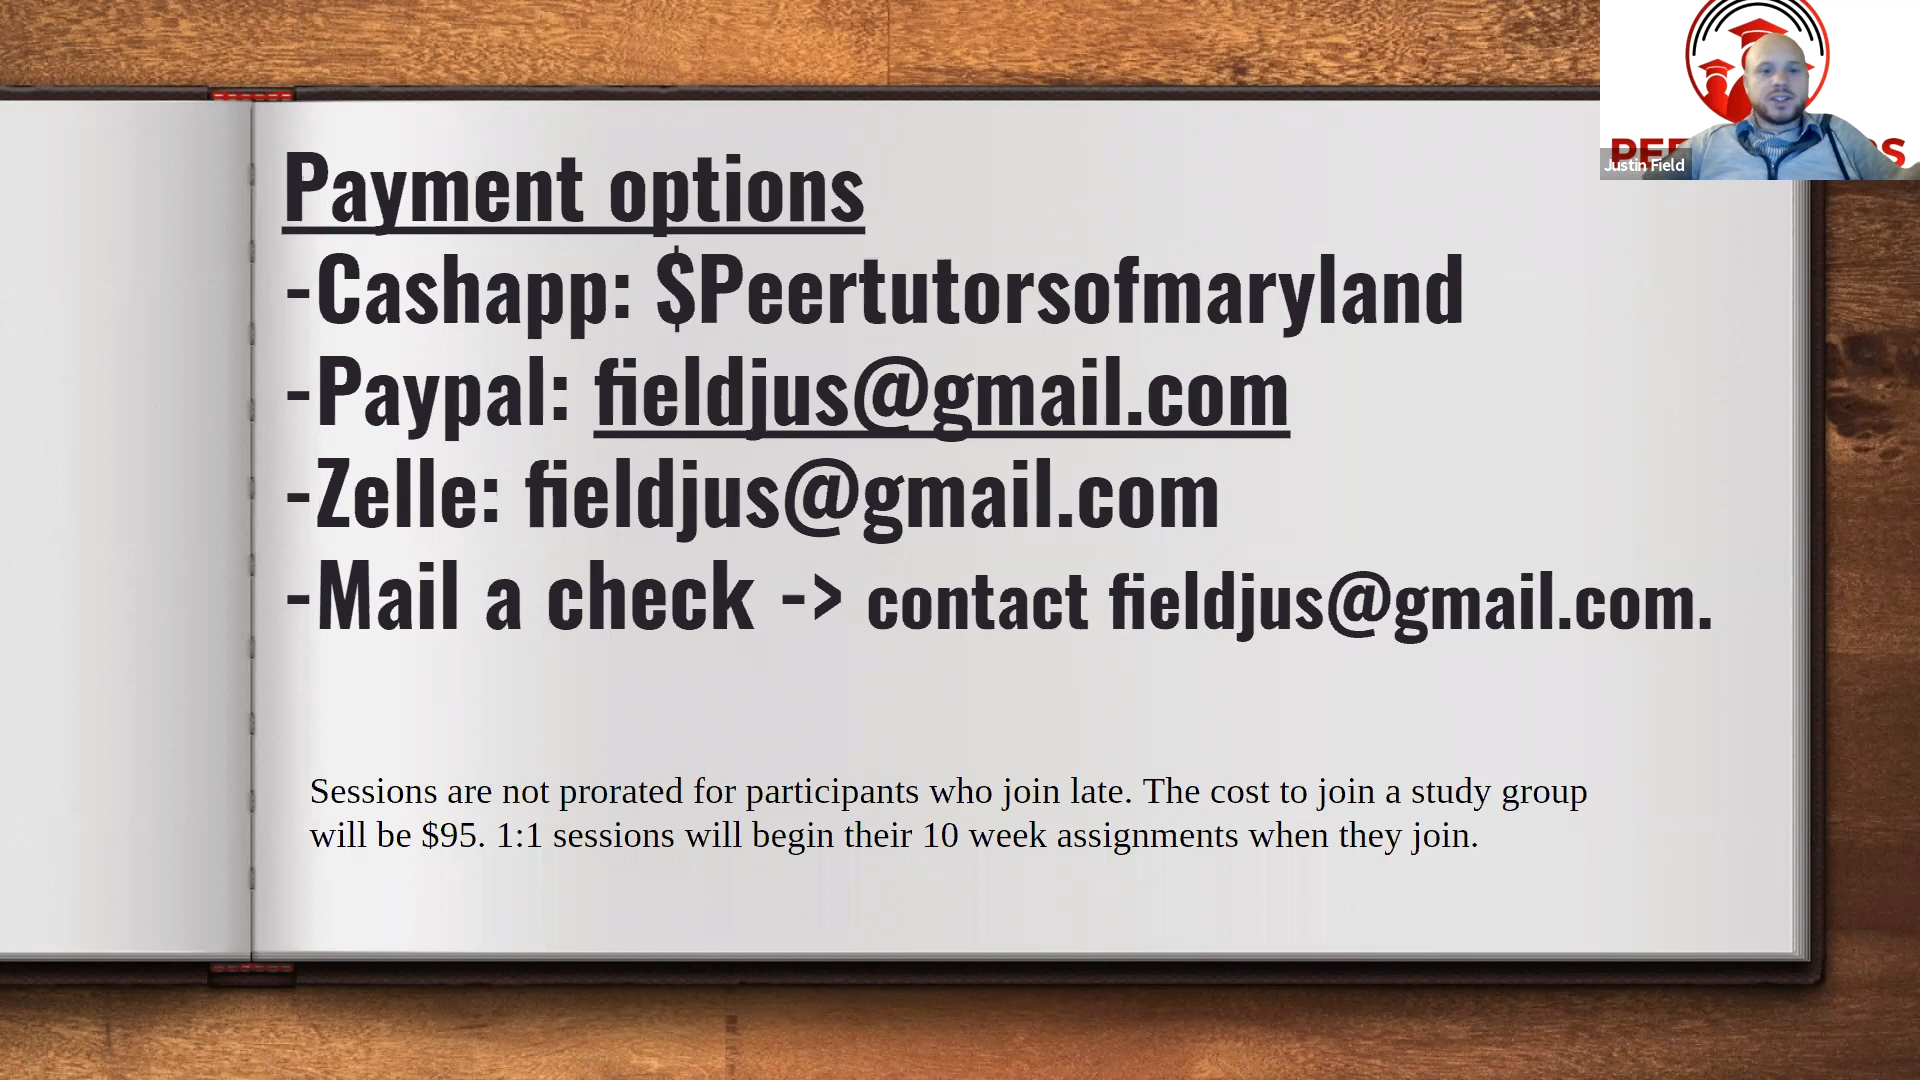 Payment options
-Cashapp: $Peertutorsofmaryland
-Paypal: fieldjus@gmail.com
-Zelle: fieldjus@gmail.com
-Mail a check -> contact fieldjus@gmail.com.
Sessions are not prorated for participants who join late. The cost to join a study group
will be $95. 1:1 sessions will begin their 10 week assignments when they join.
Justin Field